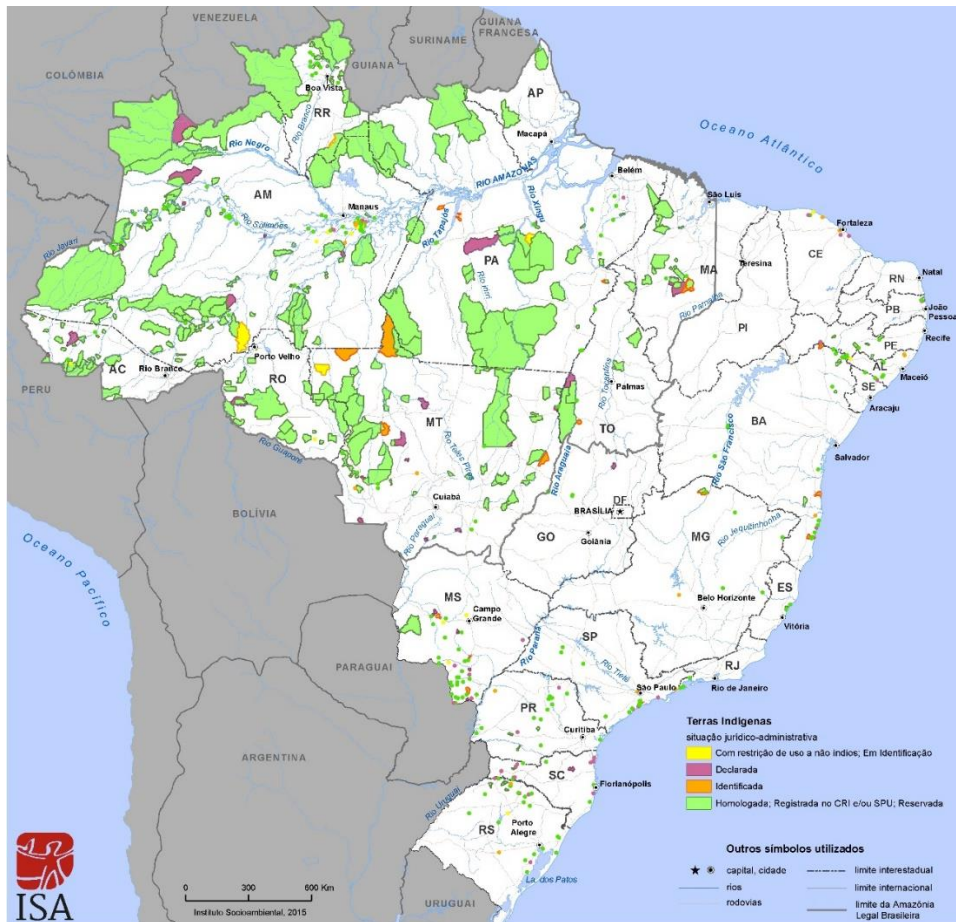 VENEZUELA
GUIANA
FRANCESA
SURINAME
GUIANA
COLÔMBIA
Boa Vista
RR
Rio Branco
AP
Macapá
Oceano Atlântico
Rio Negro
RIO AMAZONAS
Belém
São Luis
AM
Manaus
Rio Solimões
Rio Tapajós
Rio Xingu
Fortaleza
Rio Javari
PA
Rio Iriri
MA
Teresina
CE
RN
Natal
Rio Parnaíba
PB
João
Pessoa
PI
PE
Recife
AC
Rio Branco
Porto Velho
RO
AL
Maceió
SE
Aracaju
Palmas
TO
Rio Tocantins
PERU
MT
Rio Teles Pires
BA
Rio São Francisco
Salvador
Rio Guaporé
Rio Araguaia
Cuiabá
Rio Paraguai
BRASÍLIA
DF
BOLÍVIA
GO
Goiânia
MG
Rio Jequitinhonha
Oceano Pacífico
MS
Campo
Grande
Belo Horizonte
ES
Vitória
SP
Rio Paraná
Rio Tietê
RJ
Rio de Janeiro
São Paulo
PARAGUAI
PR
Curitiba
ARGENTINA
SC
Florianópolis
Rio Uruguai
RS
Porto
Alegre
La. dos Patos
URUGUAI
Terras Indígenas
situação jurídico-administrativa
Com restrição de uso a não índios; Em Identificação
Declarada
Identificada
Homologada; Registrada no CRI e/ou SPU; Reservada
Outros símbolos utilizados
capital, cidade
rios
rodovias
limite interestadual
limite internacional
limite da Amazônia
Legal Brasileira
0 300 600 Km
Instituto Socioambiental, 2015
ISA